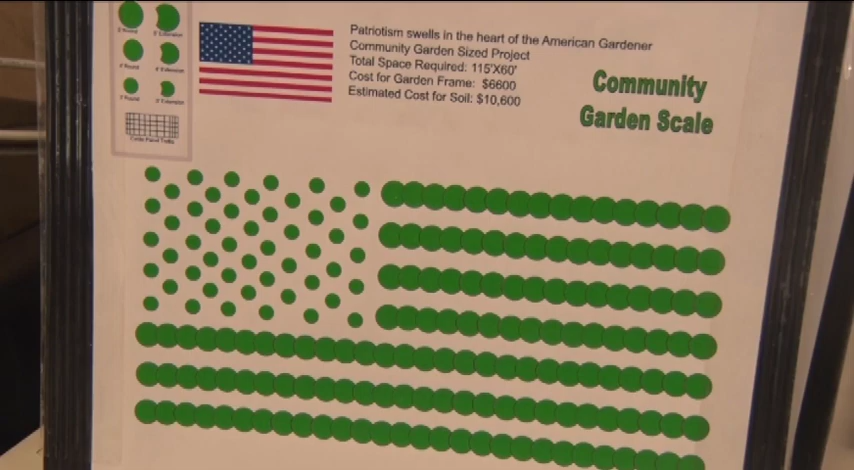 Patriotism swells in the heart of the American Gardener
Community Garden Sized Project
Total Space Required: 115'X60'
Cost for Garden Frame: $6600
Estimated Cost for Soil: $10,600
Community
Garden Scale